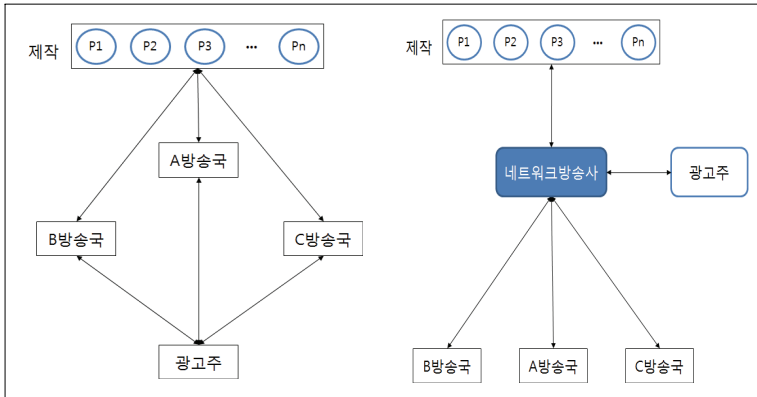 제작 P1 P2 P3 ... Pn
A방송국
B방송국 C방송국
광고주
제작 P1 P2 P3 ... Pn
네트워크방송사 광고주
B방송국 A방송국 C방송국